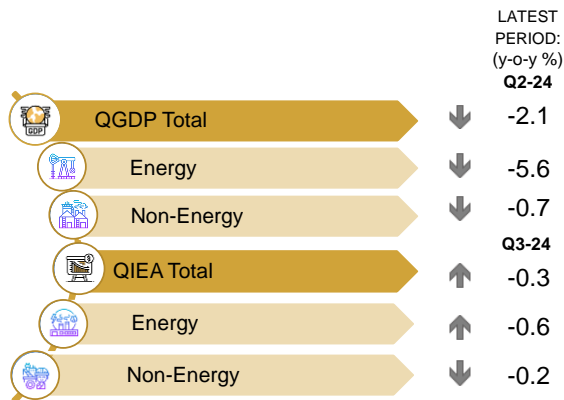 LATEST
PERIOD:
(y-o-y %)
Q2-24
GDP
QGDP Total -2.1
Energy -5.6
Non-Energy -0.7
Q3-24
$
QIEA Total -0.3
Energy -0.6
Non-Energy -0.2